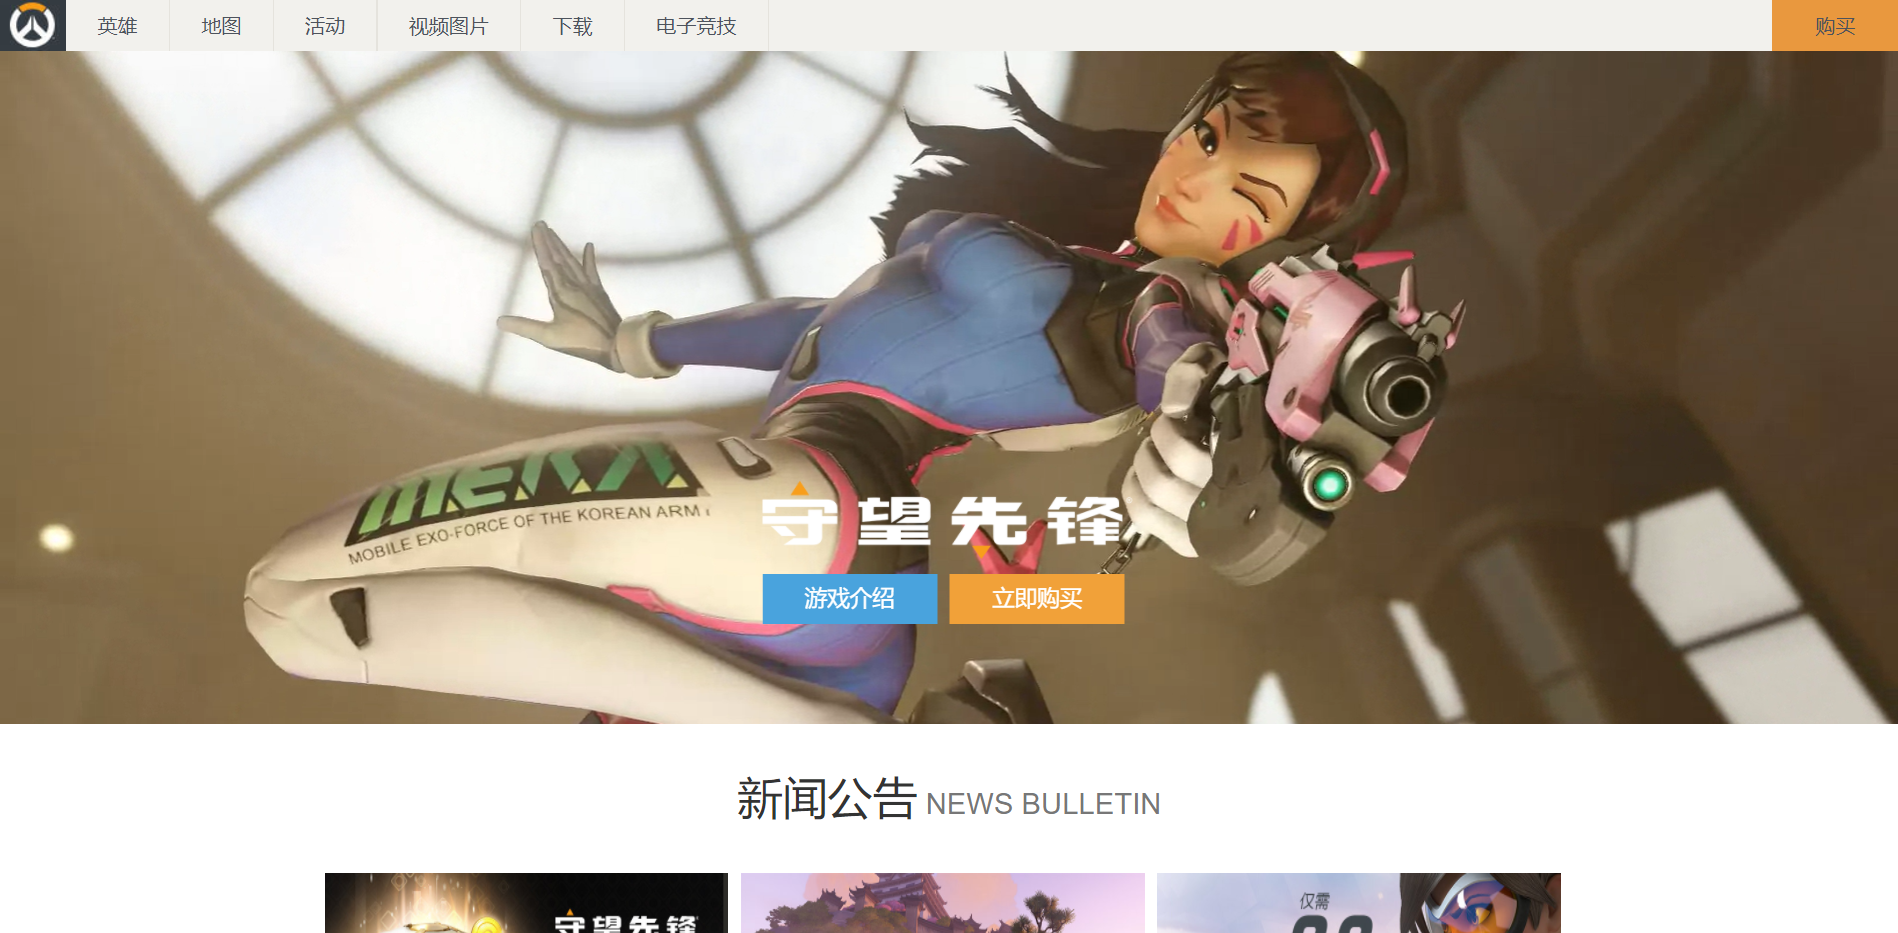 英雄
地图
活动
视频图片
下载
电子竞技
购买
MEKA
MOBILE EXO-FORCE OF THE KOREAN ARMY
守望先锋
游戏介绍
立即购买
新闻公告 NEWS BULLETIN
守望先锋
仅需